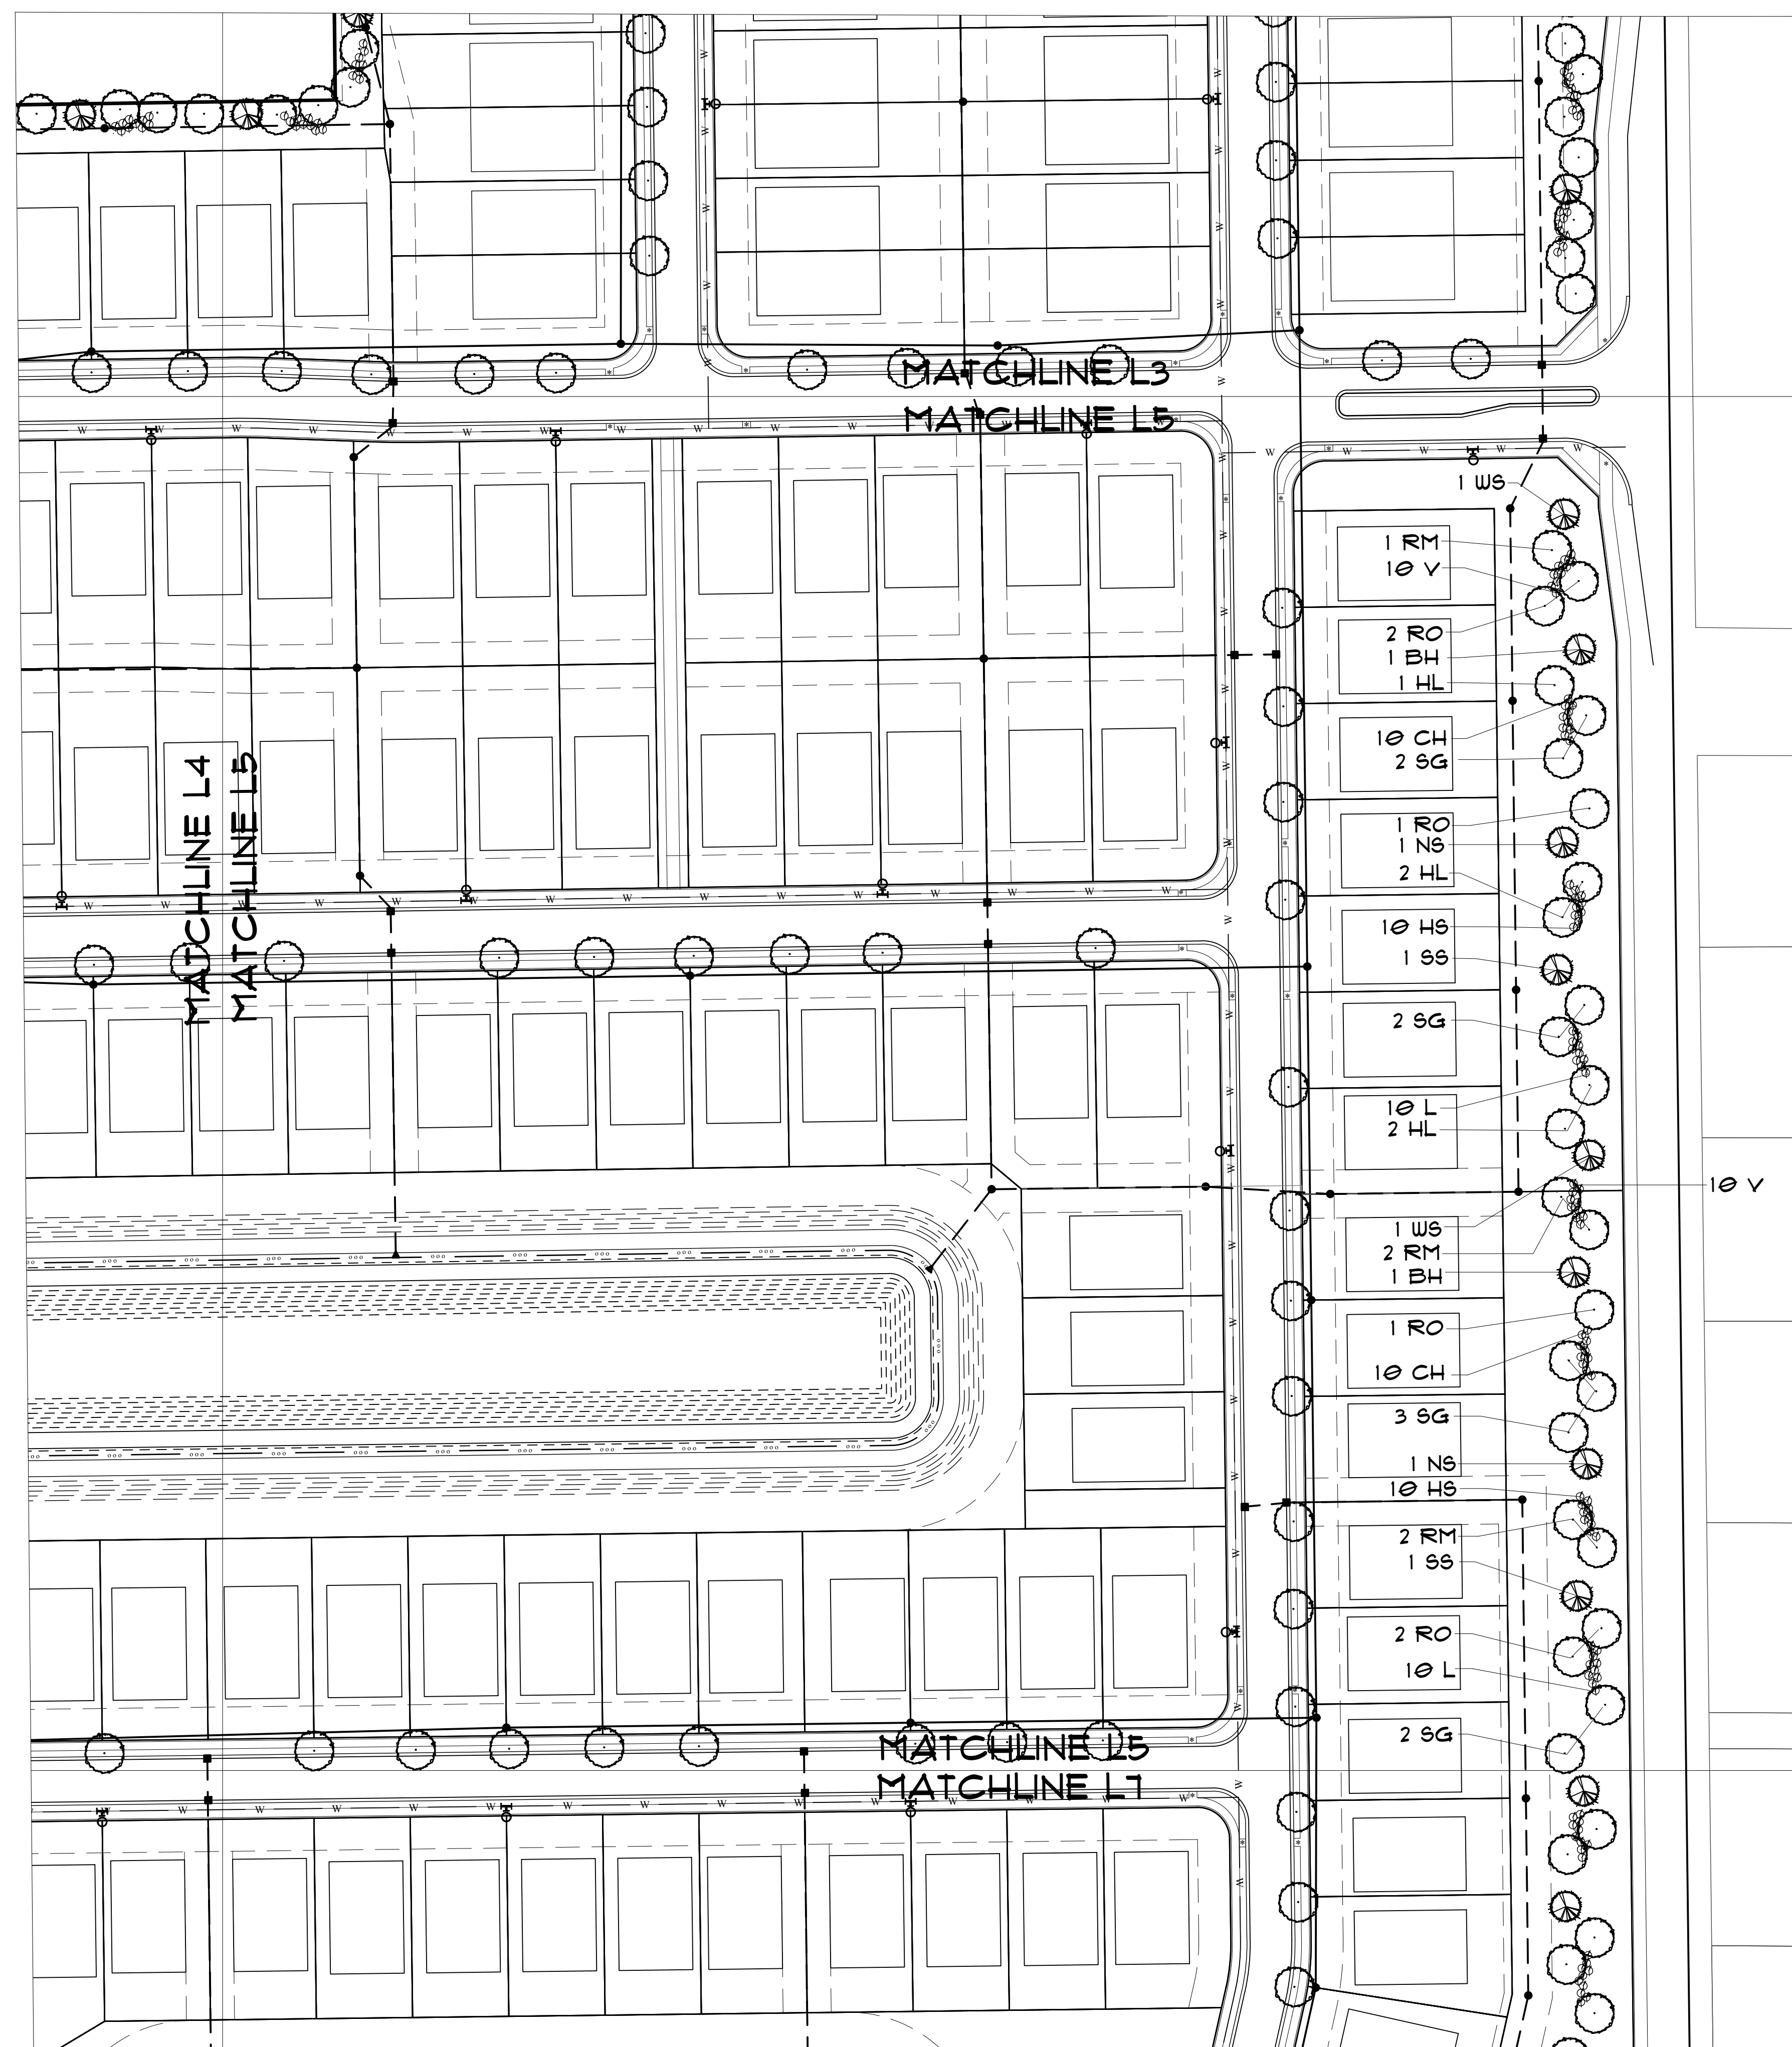 MATCHLINE L3
MATCHLINE L5
1 WS
1 RM
10 V
2 RO
1 BH
1 HL
10 CH
2 SG
MATCHLINE L4
MATCHLINE L5
1 RO
1 NS
2 HL
10 HS
1 SS
2 SG
10 L
2 HL
10 V
1 WS
2 RM
1 BH
1 RO
10 CH
3 SG
1 NS
10 HS
2 RM
1 SS
2 RO
10 L
2 SG
MATCHLINE L5
MATCHLINE L7